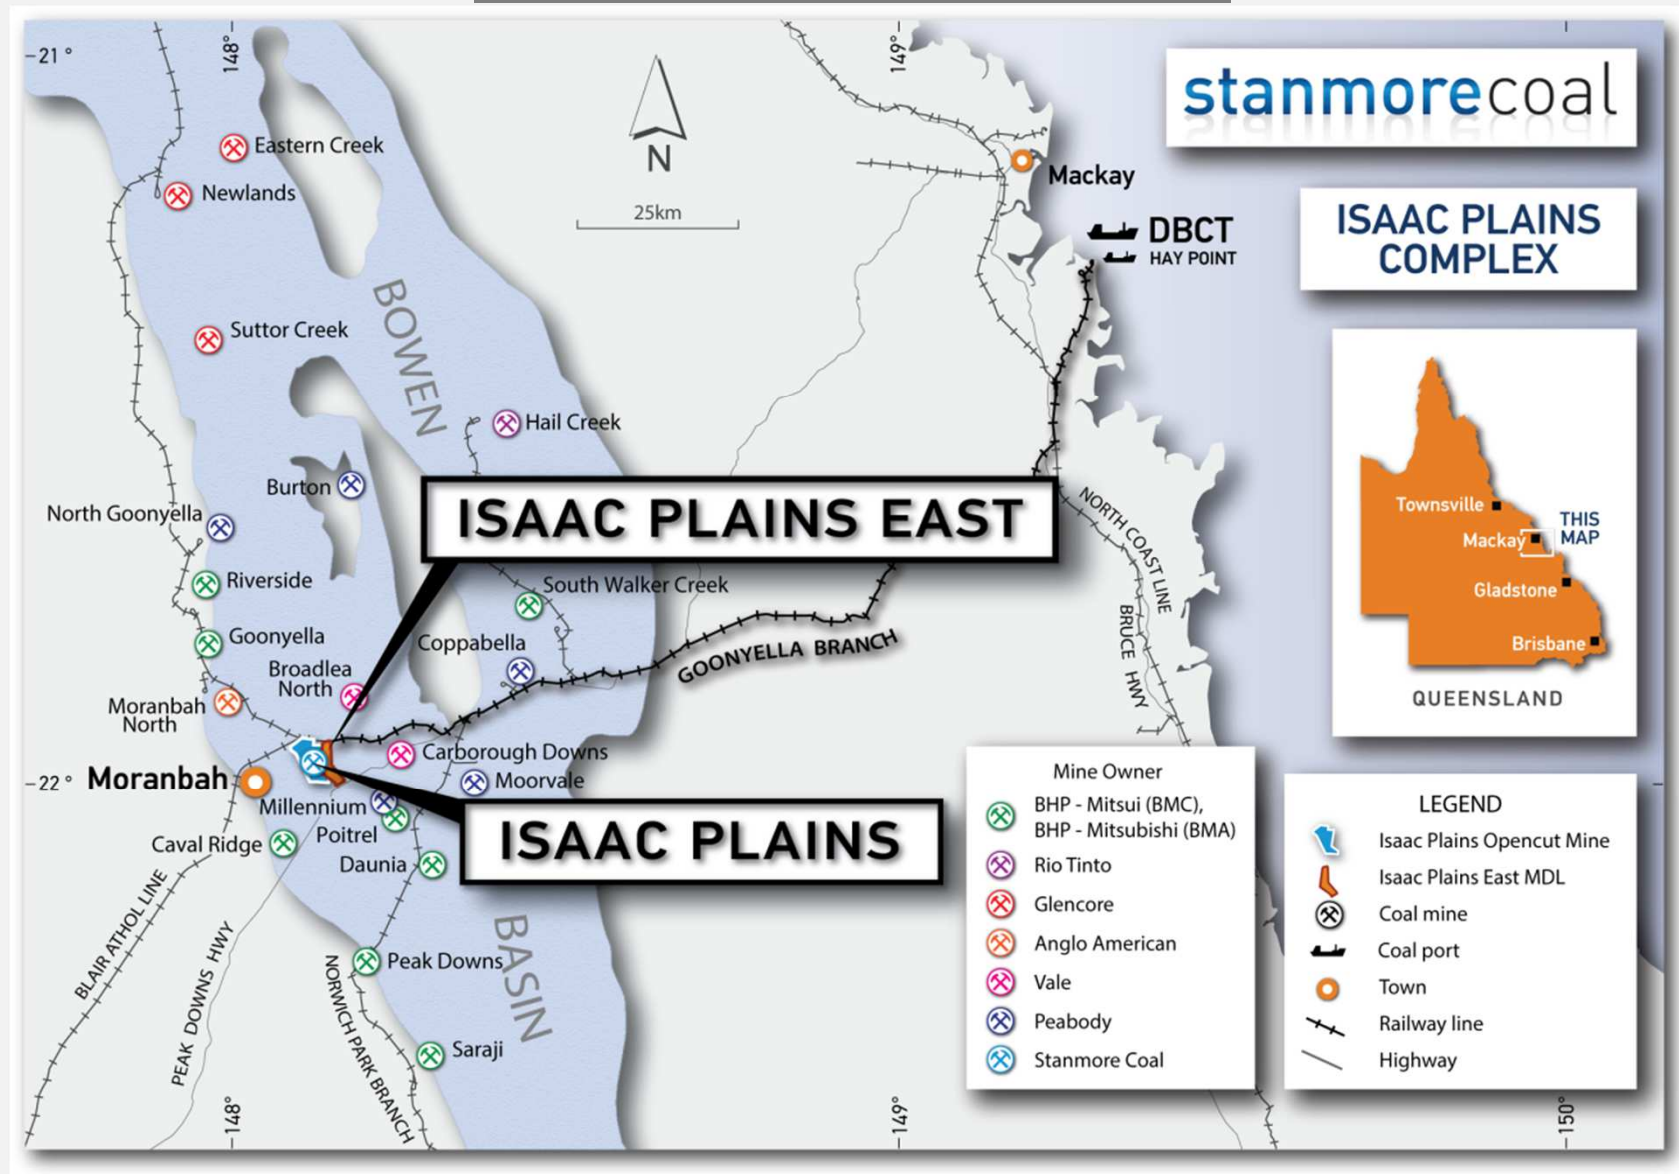 21°
148°
149°
stanmorecoal
Eastern Creek
Newlands
N
25km
Mackay
DBCT
HAY POINT
ISAAC PLAINS
COMPLEX
Suttor Creek
BOWEN
Hail Creek
Burton
North Goonyella
ISAAC PLAINS EAST
Riverside
South Walker Creek
Goonyella
Coppabella
Broadlea
North
Moranbah
North
GOONYELLA BRANCH
NORTH COAST LINE
BRUCE HWY
Townsville
THIS
MAP
Mackay
Gladstone
Brisbane
QUEENSLAND
Carborough Downs
22°
Moranbah
Moorvale
Millennium
Poitrel
ISAAC PLAINS
Caval Ridge
Daunia
BLAIR ATHOL LINE
PEAK DOWNS HWY
Peak Downs
NORWICH PARK BRANCH
BASIN
Saraji
148°
149°
150°
Mine Owner
BHP - Mitsui (BMC),
BHP - Mitsubishi (BMA)
Rio Tinto
Glencore
Anglo American
Vale
Peabody
Stanmore Coal
LEGEND
Isaac Plains Opencut Mine
Isaac Plains East MDL
Coal mine
Coal port
Town
Railway line
Highway